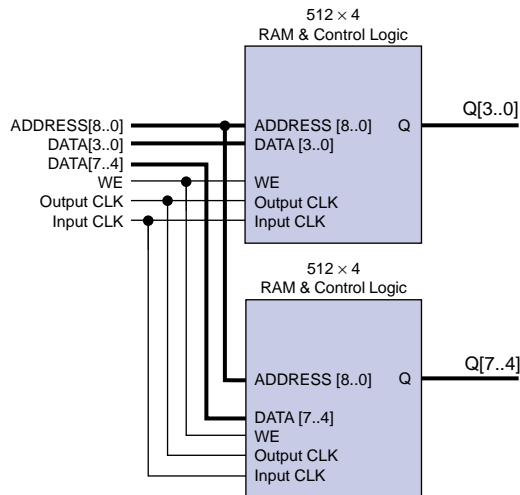 512 × 4
RAM & Control Logic
Q[3..0]
ADDRESS[8..0]
ADDRESS [8..0]
Q
DATA[3..0]
DATA [3..0]
DATA[7..4]
WE
WE
Output CLK
Output CLK
Input CLK
Input CLK
512 × 4
RAM & Control Logic
Q[7..4]
ADDRESS [8..0]
Q
DATA [7..4]
WE
Output CLK
Input CLK